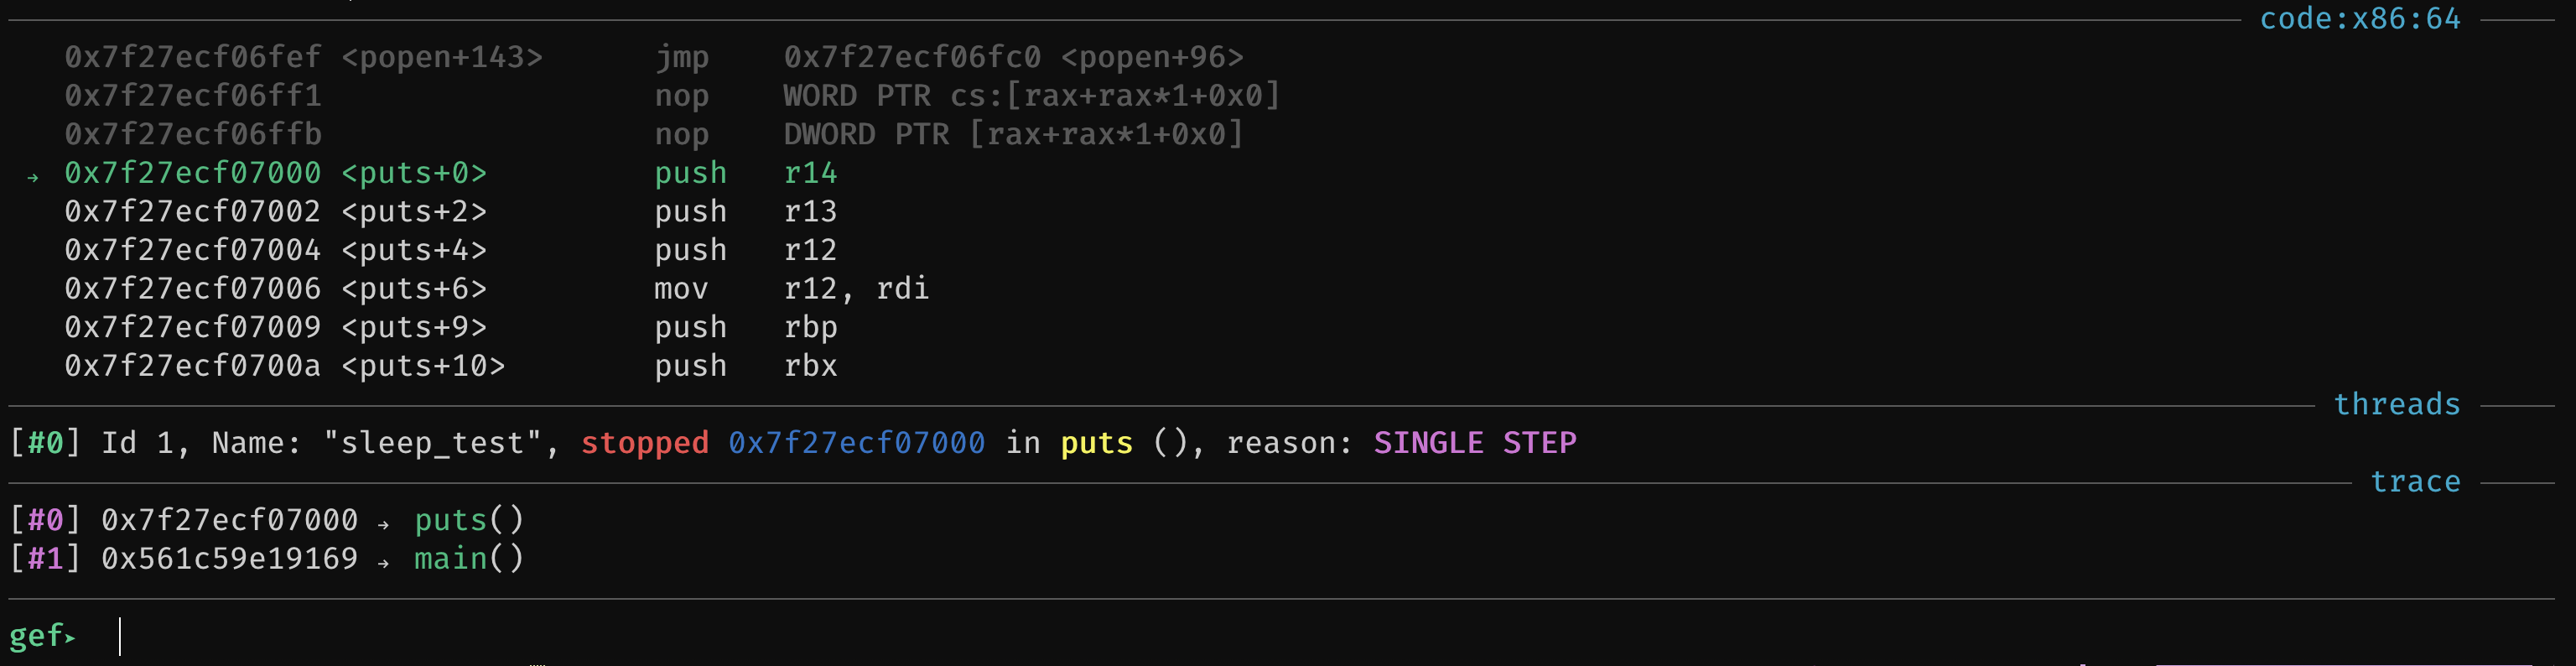 code:x86:64
0x7f27ecf06fef <popen+143> jmp 0x7f27ecf06fc0 <popen+96>
0x7f27ecf06ff1 nop WORD PTR cs:[rax+rax*1+0x0]
0x7f27ecf06ffb nop DWORD PTR [rax+rax*1+0x0]
→ 0x7f27ecf07000 <puts+0> push r14
0x7f27ecf07002 <puts+2> push r13
0x7f27ecf07004 <puts+4> push r12
0x7f27ecf07006 <puts+6> mov r12, rdi
0x7f27ecf07009 <puts+9> push rbp
0x7f27ecf0700a <puts+10> push rbx
threads
[#0] Id 1, Name: "sleep_test", stopped 0x7f27ecf07000 in puts (), reason: SINGLE STEP
trace
[#0] 0x7f27ecf07000 → puts()
[#1] 0x561c59e19169 → main()
gef➤